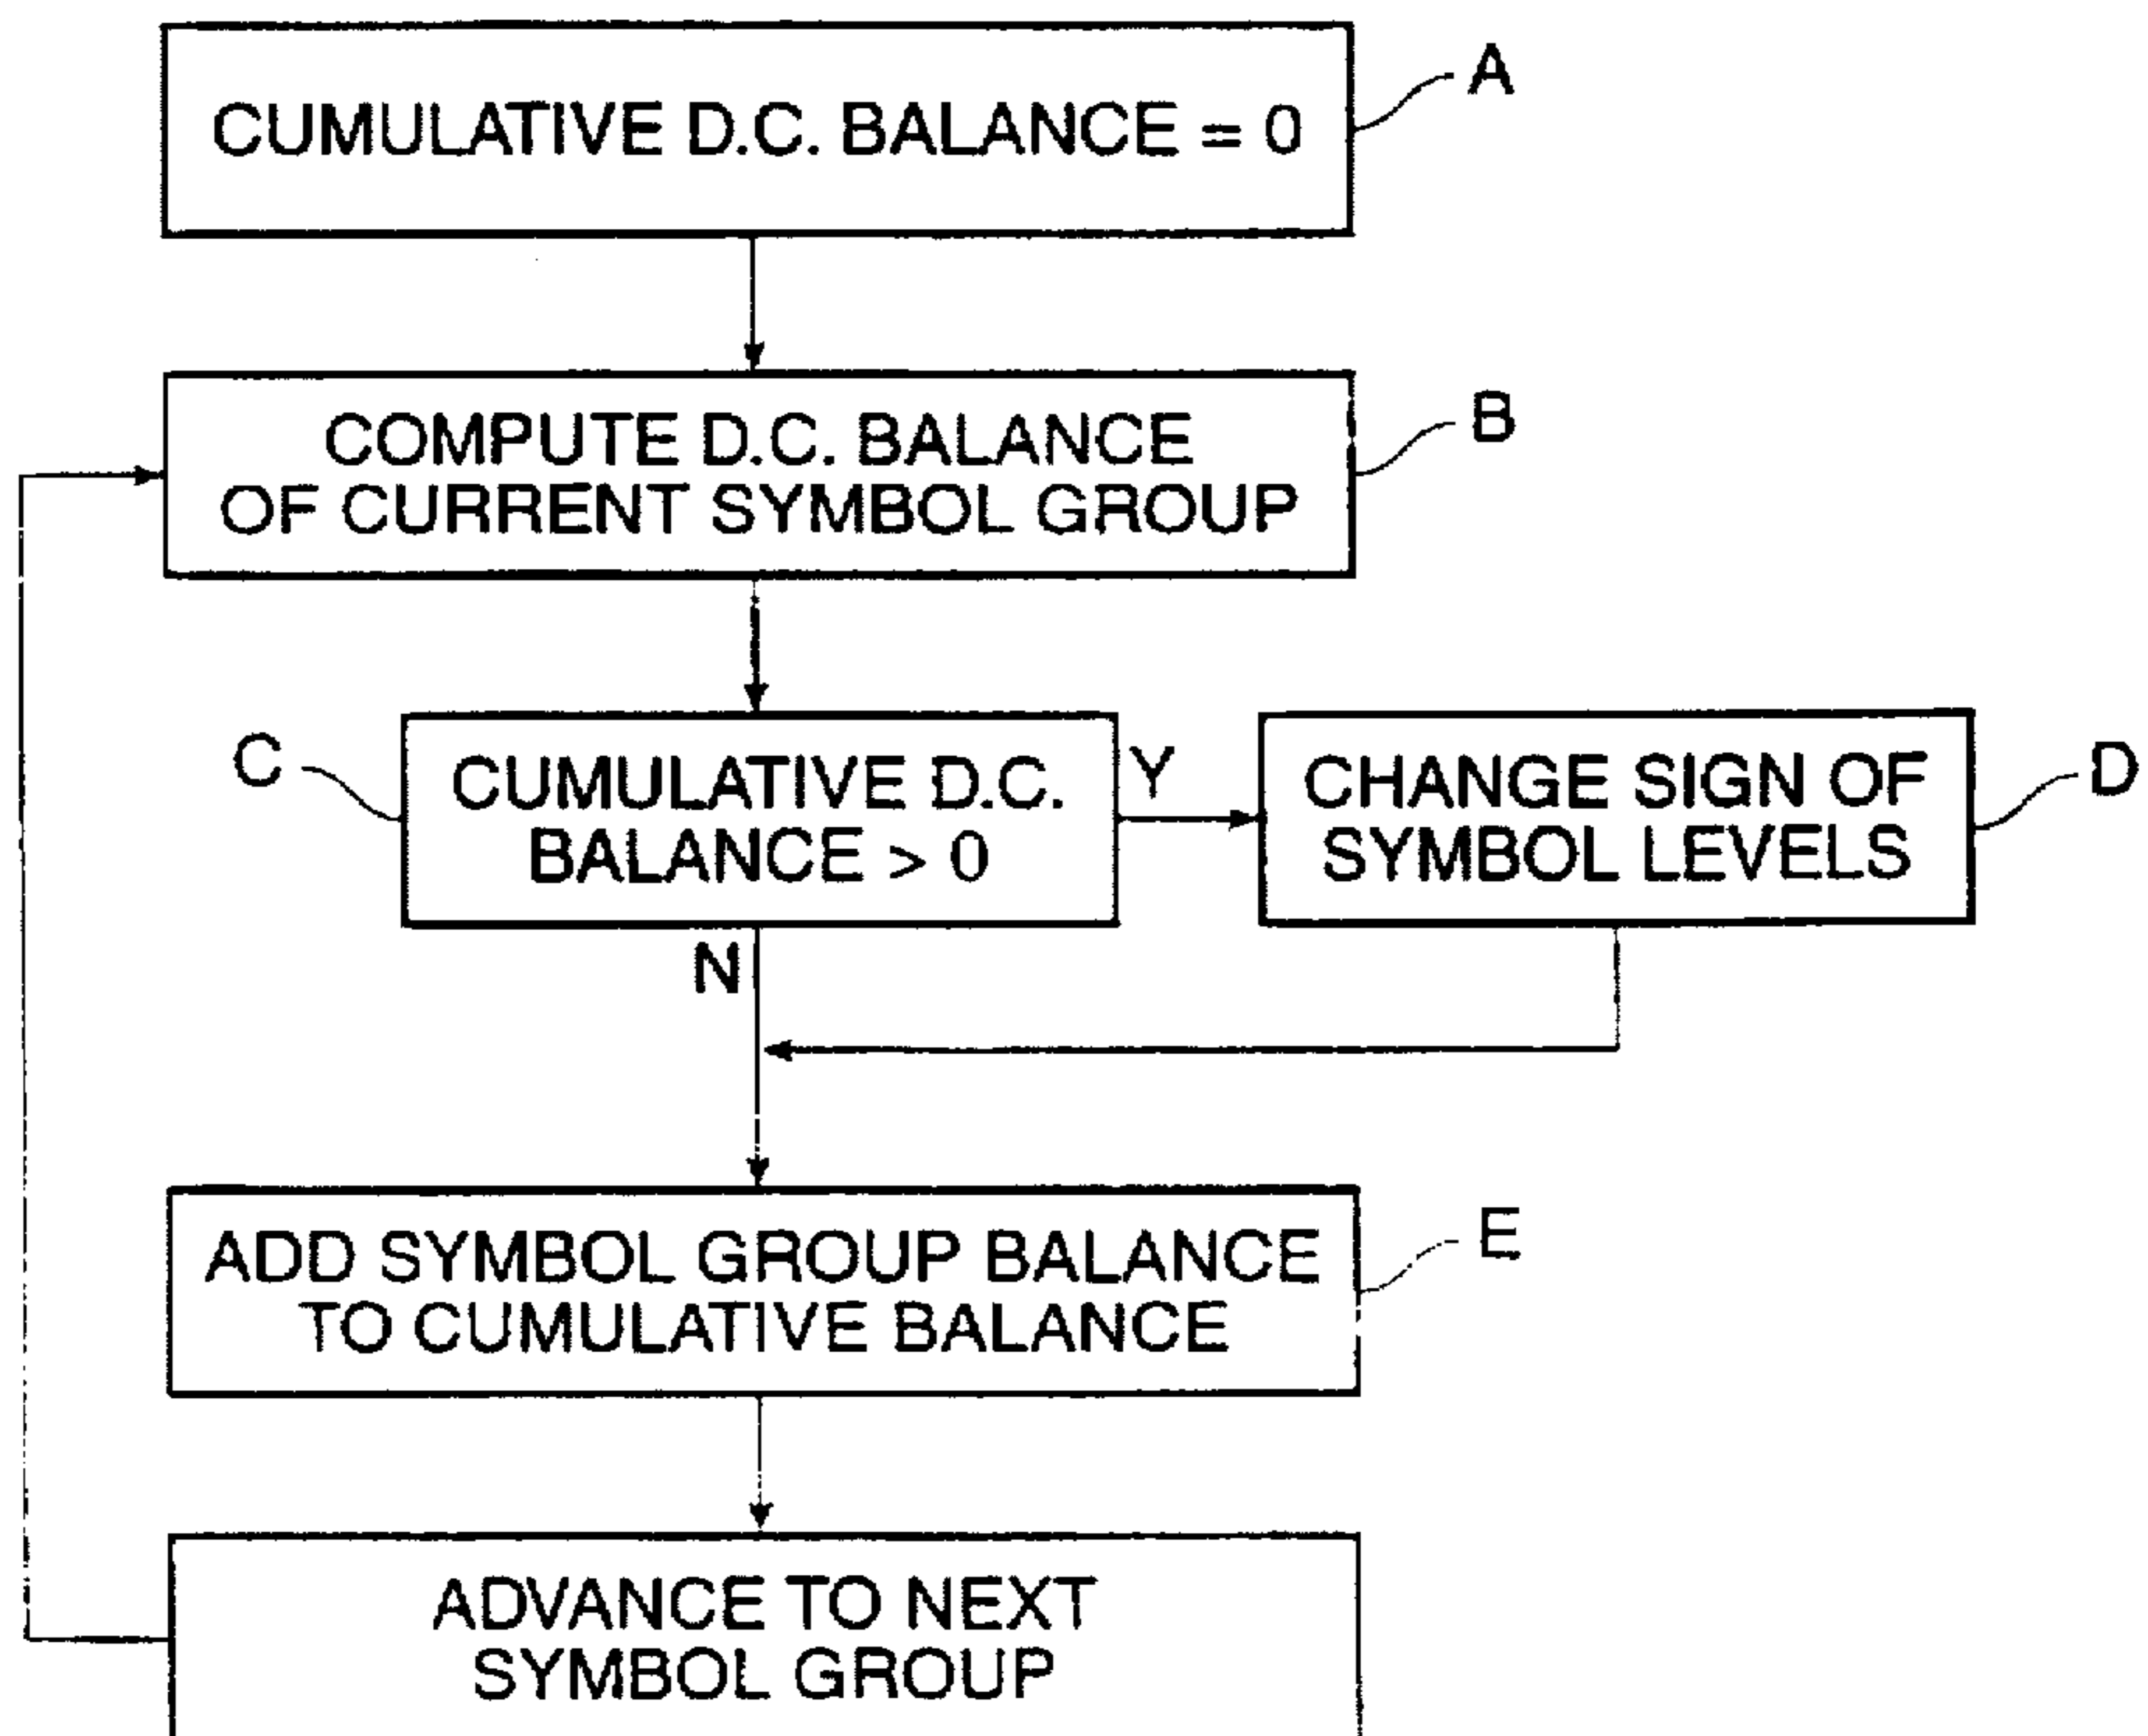 CUMULATIVE D.C. BALANCE = 0
A
COMPUTE D.C. BALANCE
OF CURRENT SYMBOL GROUP
B
C
CUMULATIVE D.C.
BALANCE > 0
Y
N
CHANGE SIGN OF
SYMBOL LEVELS
D
ADD SYMBOL GROUP BALANCE
TO CUMULATIVE BALANCE
E
ADVANCE TO NEXT
SYMBOL GROUP